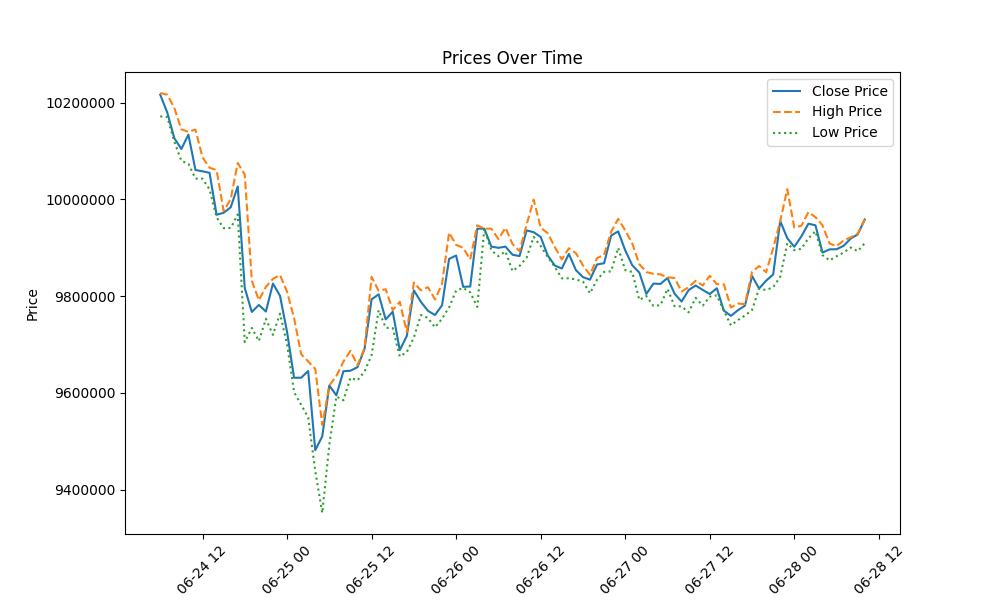 Prices Over Time
Close Price
High Price
Low Price
Price
10200000
10000000
9800000
9600000
9400000
06-24 12
06-25 00
06-25 12
06-26 00
06-26 12
06-27 00
06-27 12
06-28 00
06-28 12